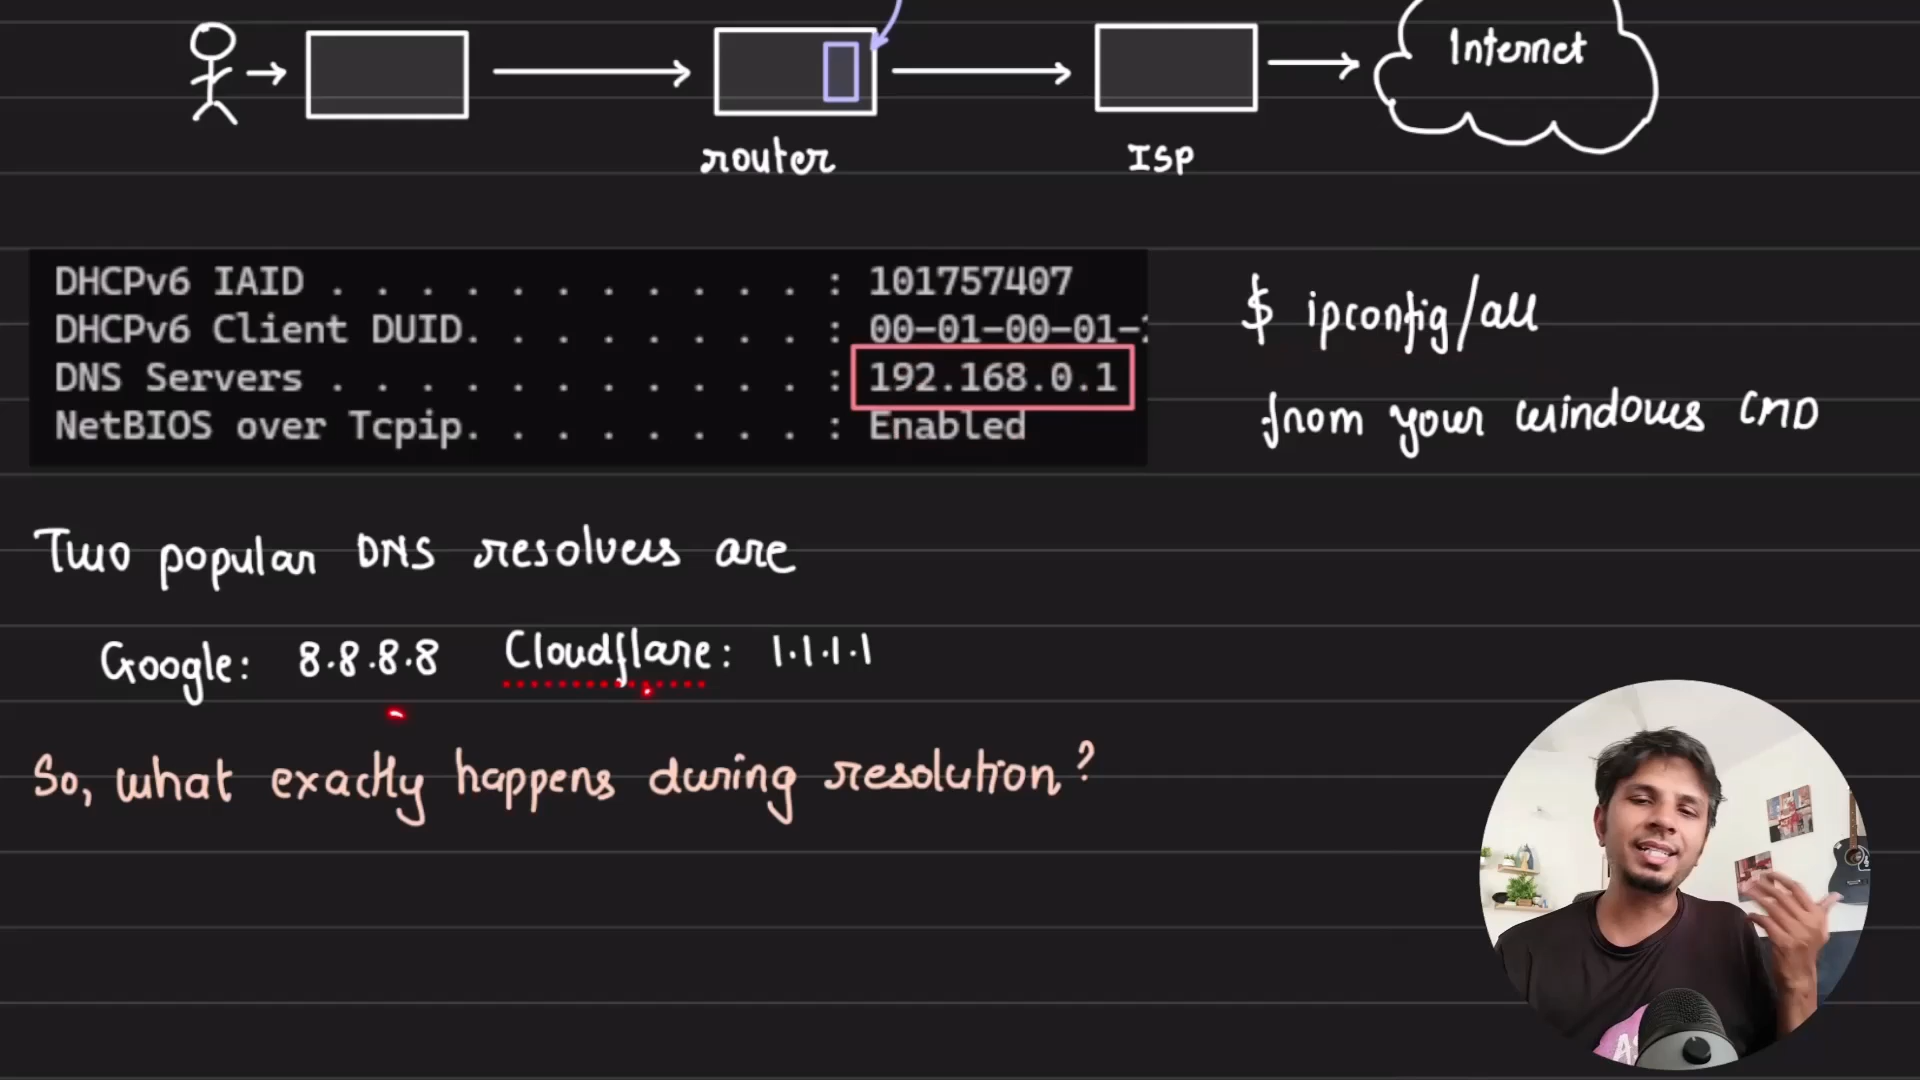 Internet
router
ISP
DHCPv6 IAID . . . . . . . . . . . : 101757407
DHCPv6 Client DUID. . . . . . . . : 00-01-00-01-
DNS Servers . . . . . . . . . . . : 192.168.0.1
NetBIOS over Tcpip. . . . . . . . : Enabled
$ ipconfig/all
from your windows CMD
Two popular DNS resolvers are
Google: 8.8.8.8 Cloudflare: 1.1.1.1
So, what exactly happens during resolution?